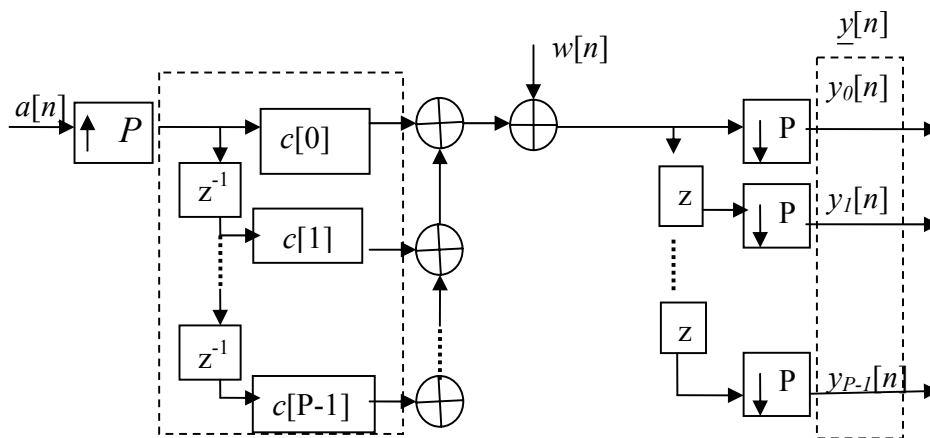 y[n]
w[n]
a[n]
P
c[0]
P
y0[n]
z-1
z
P
y1[n]
c[1]
z-1
z
c[P-1]
P
yP-1[n]